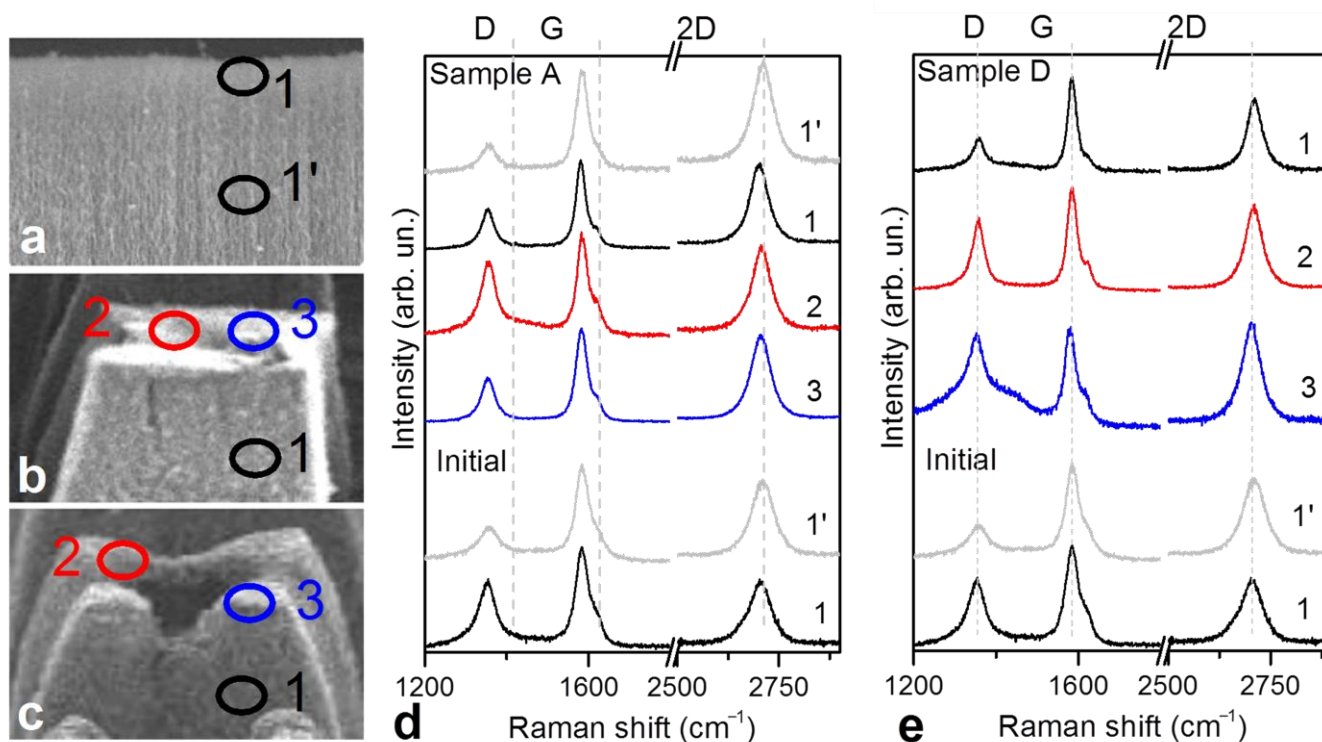 1
1'
a
2
3
1
b
2
3
1
c
D G 2D
Sample A
1'
1
2
3
Initial
1'
1
Intensity (arb. un.)
1200 1600 2500 2750
Raman shift (cm⁻¹)
d
D G 2D
Sample D
1
2
3
Initial
1'
1
Intensity (arb. un.)
1200 1600 2500 2750
Raman shift (cm⁻¹)
e